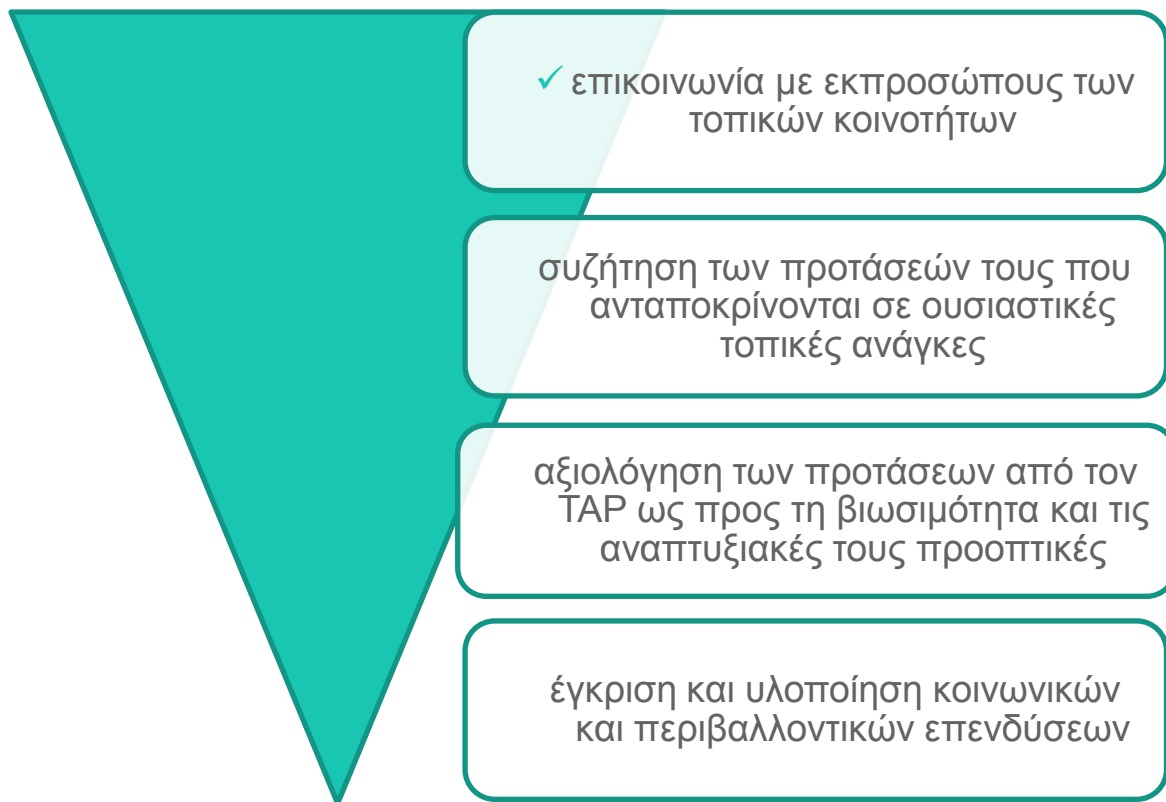 ✓ επικοινωνία με εκπροσώπους των
τοπικών κοινοτήτων
συζήτηση των προτάσεών τους που
ανταποκρίνονται σε ουσιαστικές
τοπικές ανάγκες
αξιολόγηση των προτάσεων από τον
TAP ως προς τη βιωσιμότητα και τις
αναπτυξιακές τους προοπτικές
έγκριση και υλοποίηση κοινωνικών
και περιβαλλοντικών επενδύσεων